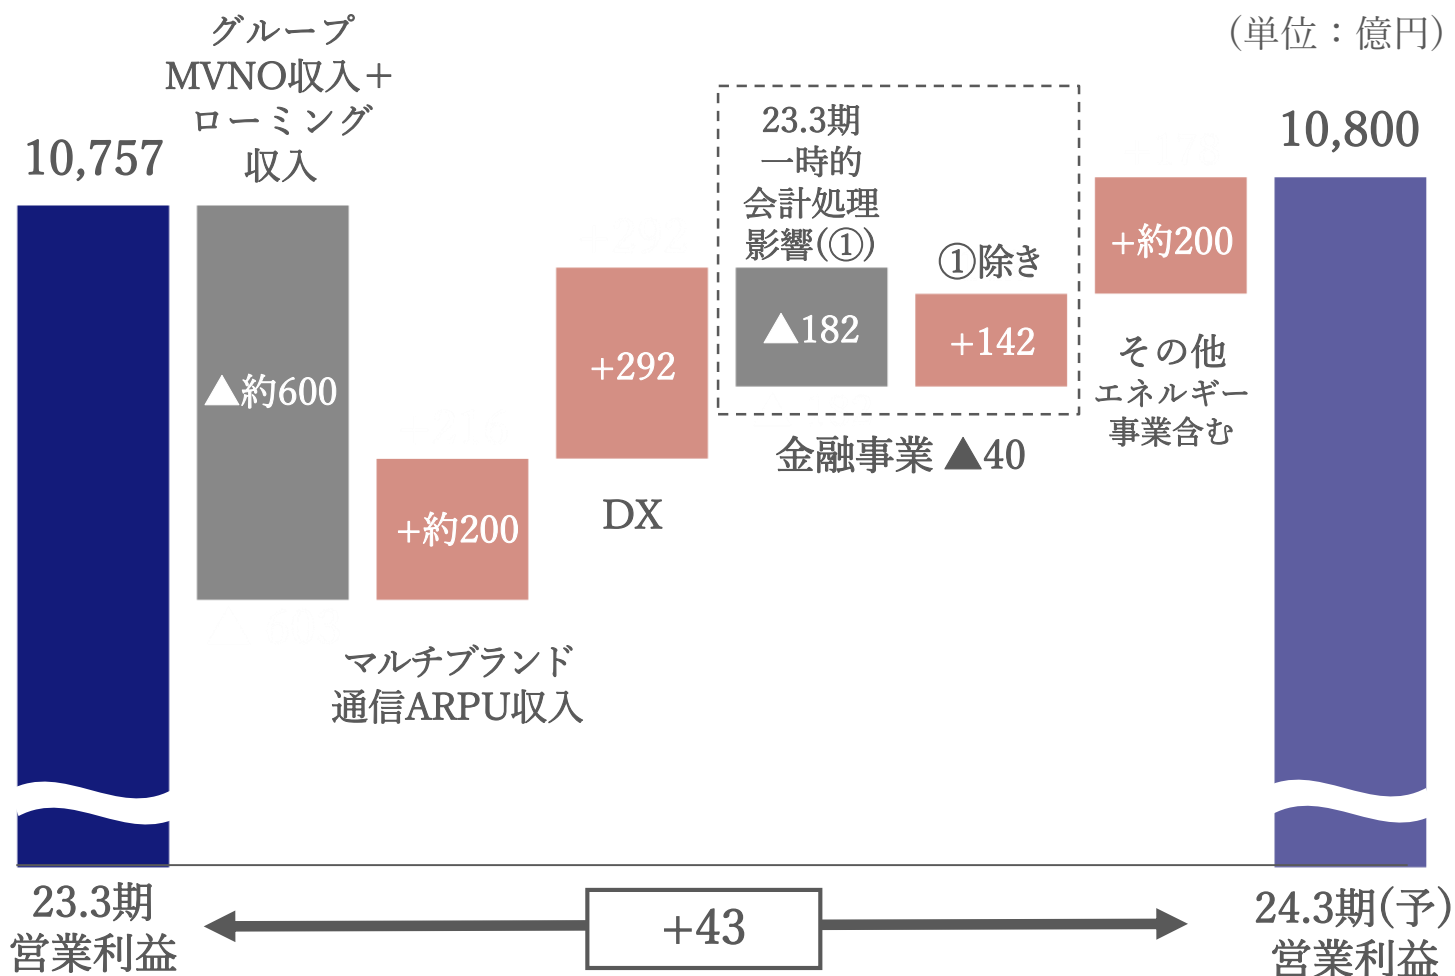 (単位：億円)
グループ
MVNO収入＋
ローミング
収入
10,757
▲約600
+約200
マルチブランド
通信ARPU収入
+292
DX
23.3期
一時的
会計処理
影響(①)
▲182
①除き
+142
金融事業 ▲40
+約200
その他
エネルギー
事業含む
10,800
23.3期
営業利益
+43
24.3期(予)
営業利益